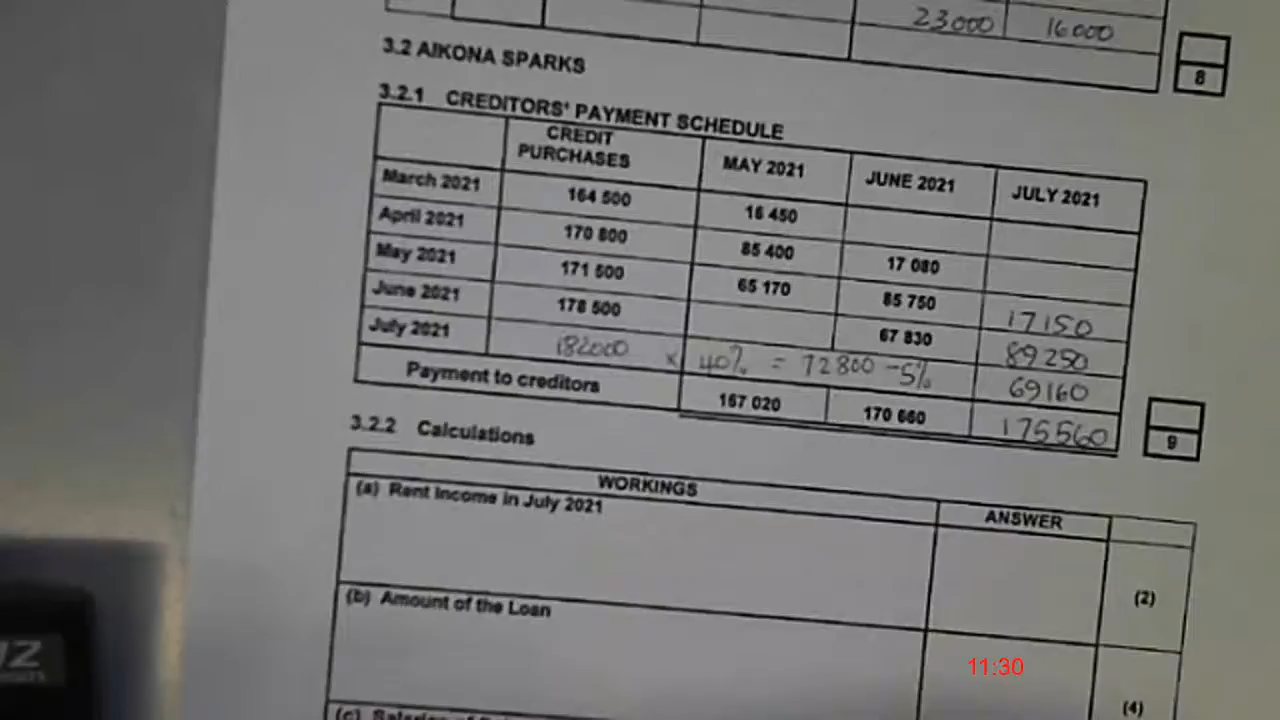 23000 16000
8
3.2 AIKONA SPARKS
3.2.1 CREDITORS' PAYMENT SCHEDULE
CREDIT PURCHASES MAY 2021 JUNE 2021 JULY 2021
March 2021 164 500 16 450
April 2021 170 800 85 400 17 080
May 2021 171 500 65 170 85 750 17150
June 2021 178 500 67 830 89250
July 2021 182000 × 40% = 72800 -5% 69160
Payment to creditors 167 020 170 660 175560
9
3.2.2 Calculations
WORKINGS ANSWER
(a) Rent Income in July 2021
(2)
(b) Amount of the Loan
11:30
(4)